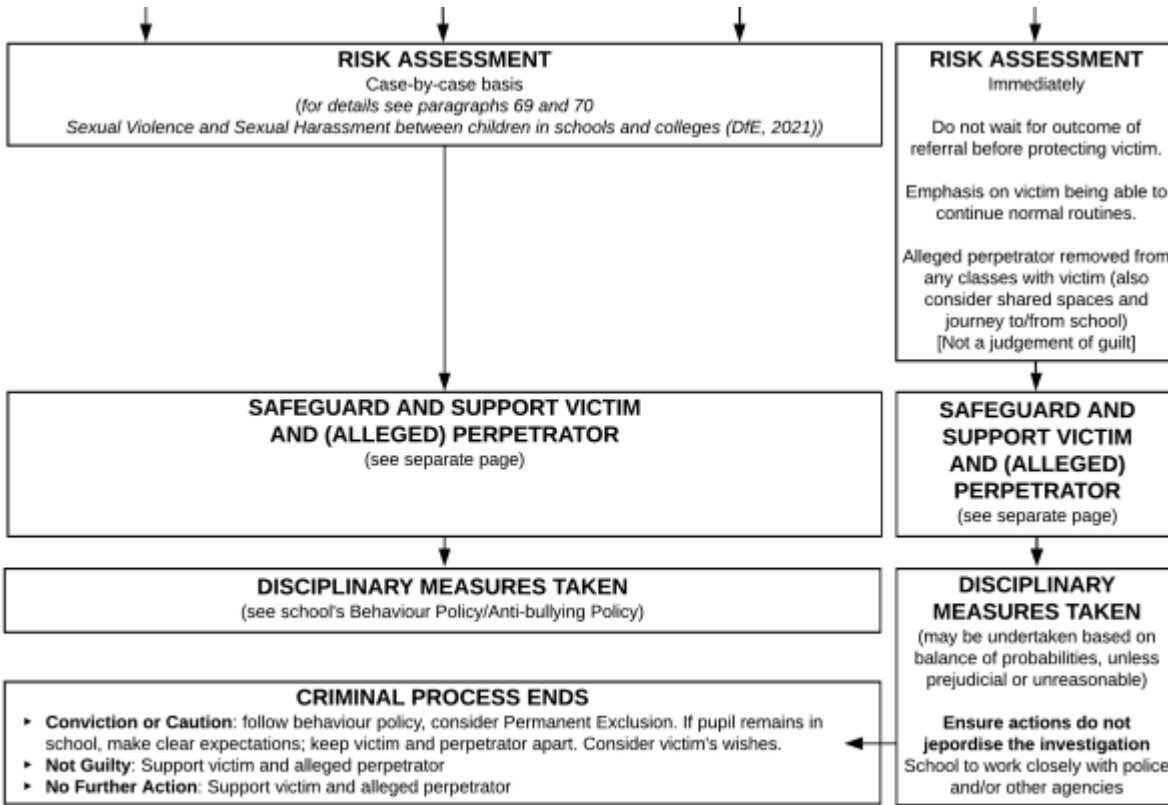 RISK ASSESSMENT
Case-by-case basis
(for details see paragraphs 69 and 70
Sexual Violence and Sexual Harassment between children in schools and colleges (DfE, 2021))
RISK ASSESSMENT
Immediately
Do not wait for outcome of
referral before protecting victim.
Emphasis on victim being able to
continue normal routines.
Alleged perpetrator removed from
any classes with victim (also
consider shared spaces and
journey to/from school)
[Not a judgement of guilt]
SAFEGUARD AND SUPPORT VICTIM
AND (ALLEGED) PERPETRATOR
(see separate page)
SAFEGUARD AND
SUPPORT VICTIM
AND (ALLEGED)
PERPETRATOR
(see separate page)
DISCIPLINARY MEASURES TAKEN
(see school's Behaviour Policy/Anti-bullying Policy)
DISCIPLINARY
MEASURES TAKEN
(may be undertaken based on
balance of probabilities, unless
prejudicial or unreasonable)
Ensure actions do not
jepordise the investigation
School to work closely with police
and/or other agencies
CRIMINAL PROCESS ENDS
Conviction or Caution: follow behaviour policy, consider Permanent Exclusion. If pupil remains in
school, make clear expectations; keep victim and perpetrator apart. Consider victim's wishes.
Not Guilty: Support victim and alleged perpetrator
No Further Action: Support victim and alleged perpetrator